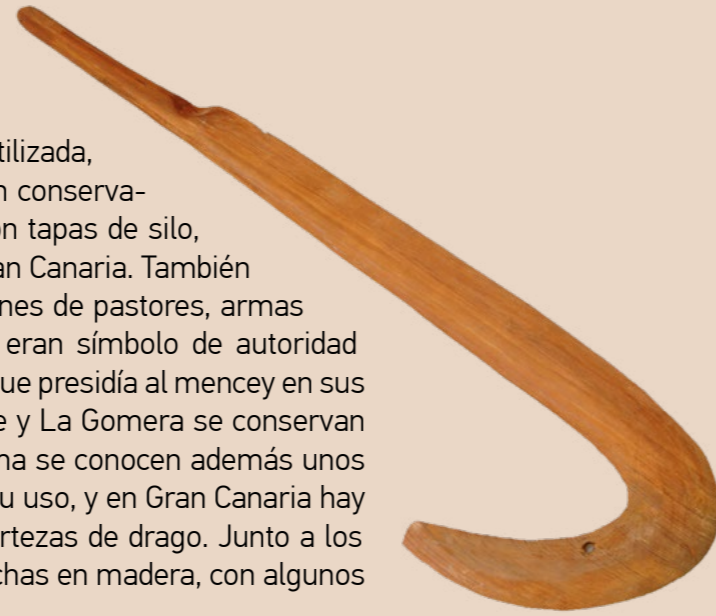 tilizada,
conserva-
n tapas de silo,
an Canaria. También
nes de pastores, armas
eran símbolo de autoridad
ue presidía al mencey en sus
e y La Gomera se conservan
na se conocen además unos
u uso, y en Gran Canaria hay
rtezas de drago. Junto a los
chas en madera, con algunos